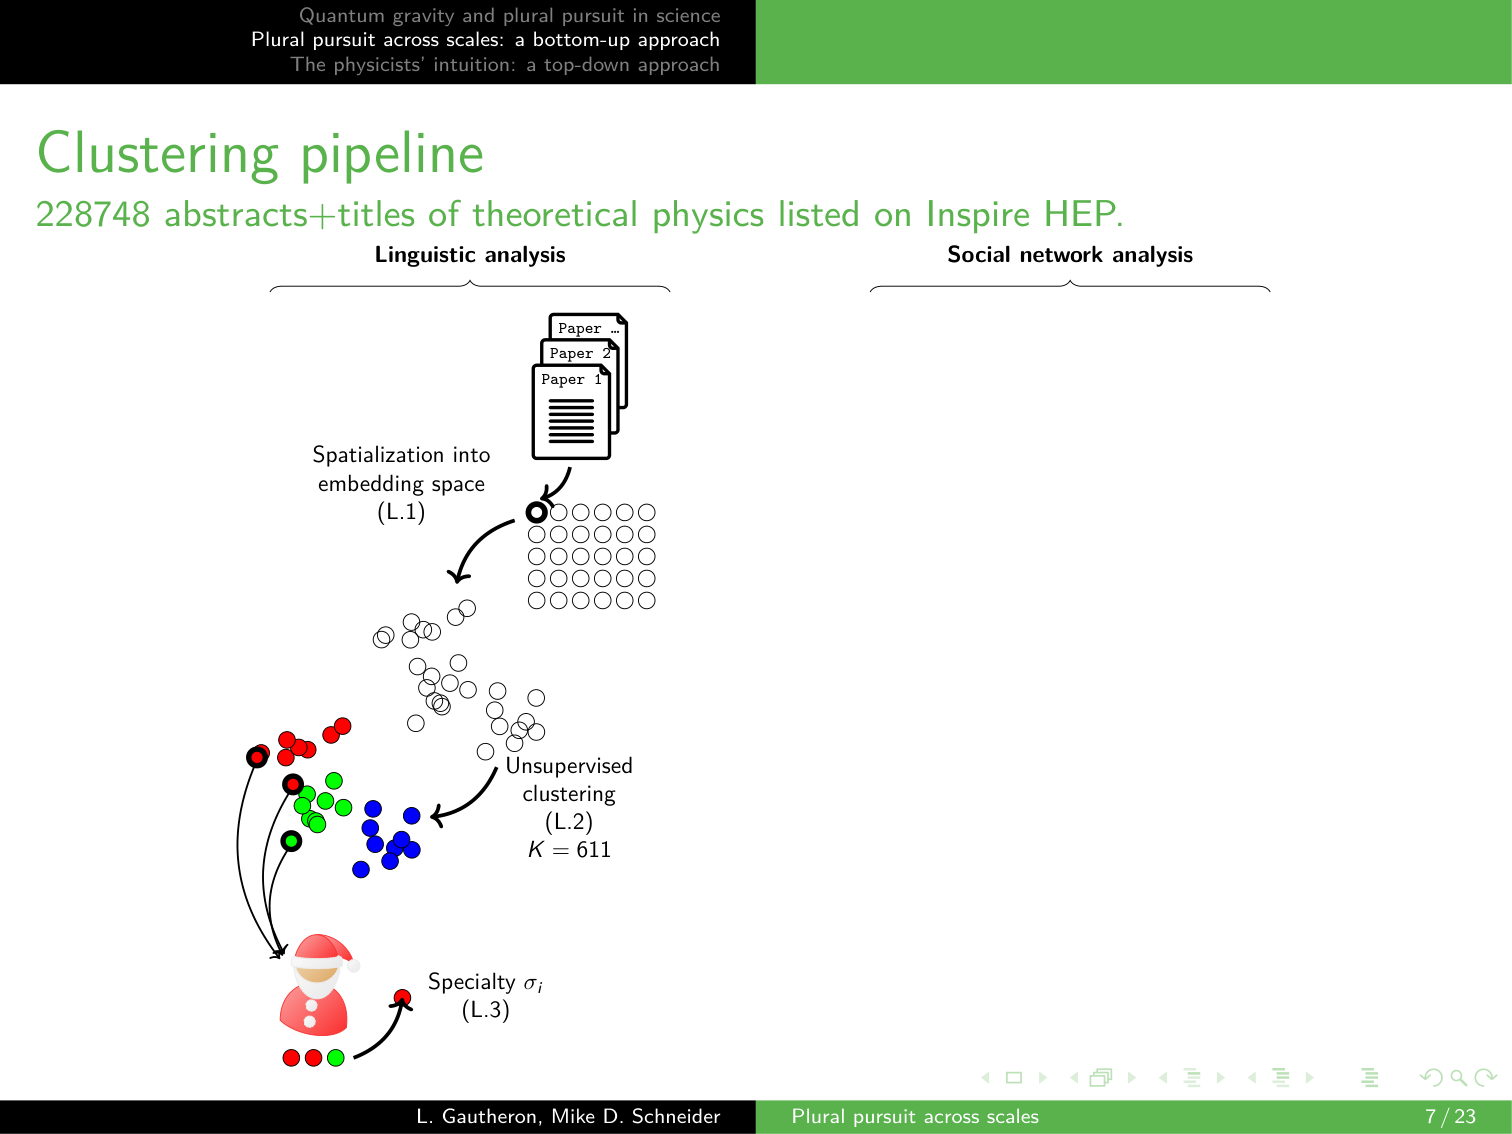 Quantum gravity and plural pursuit in science
Plural pursuit across scales: a bottom-up approach
The physicists' intuition: a top-down approach
Clustering pipeline
228748 abstracts+titles of theoretical physics listed on Inspire HEP.
Linguistic analysis
Social network analysis
Paper …
Paper 2
Paper 1
Spatialization into
embedding space
(L.1)
Unsupervised
clustering
(L.2)
K = 611
Specialty σᵢ
(L.3)
L. Gautheron, Mike D. Schneider
Plural pursuit across scales
7 / 23